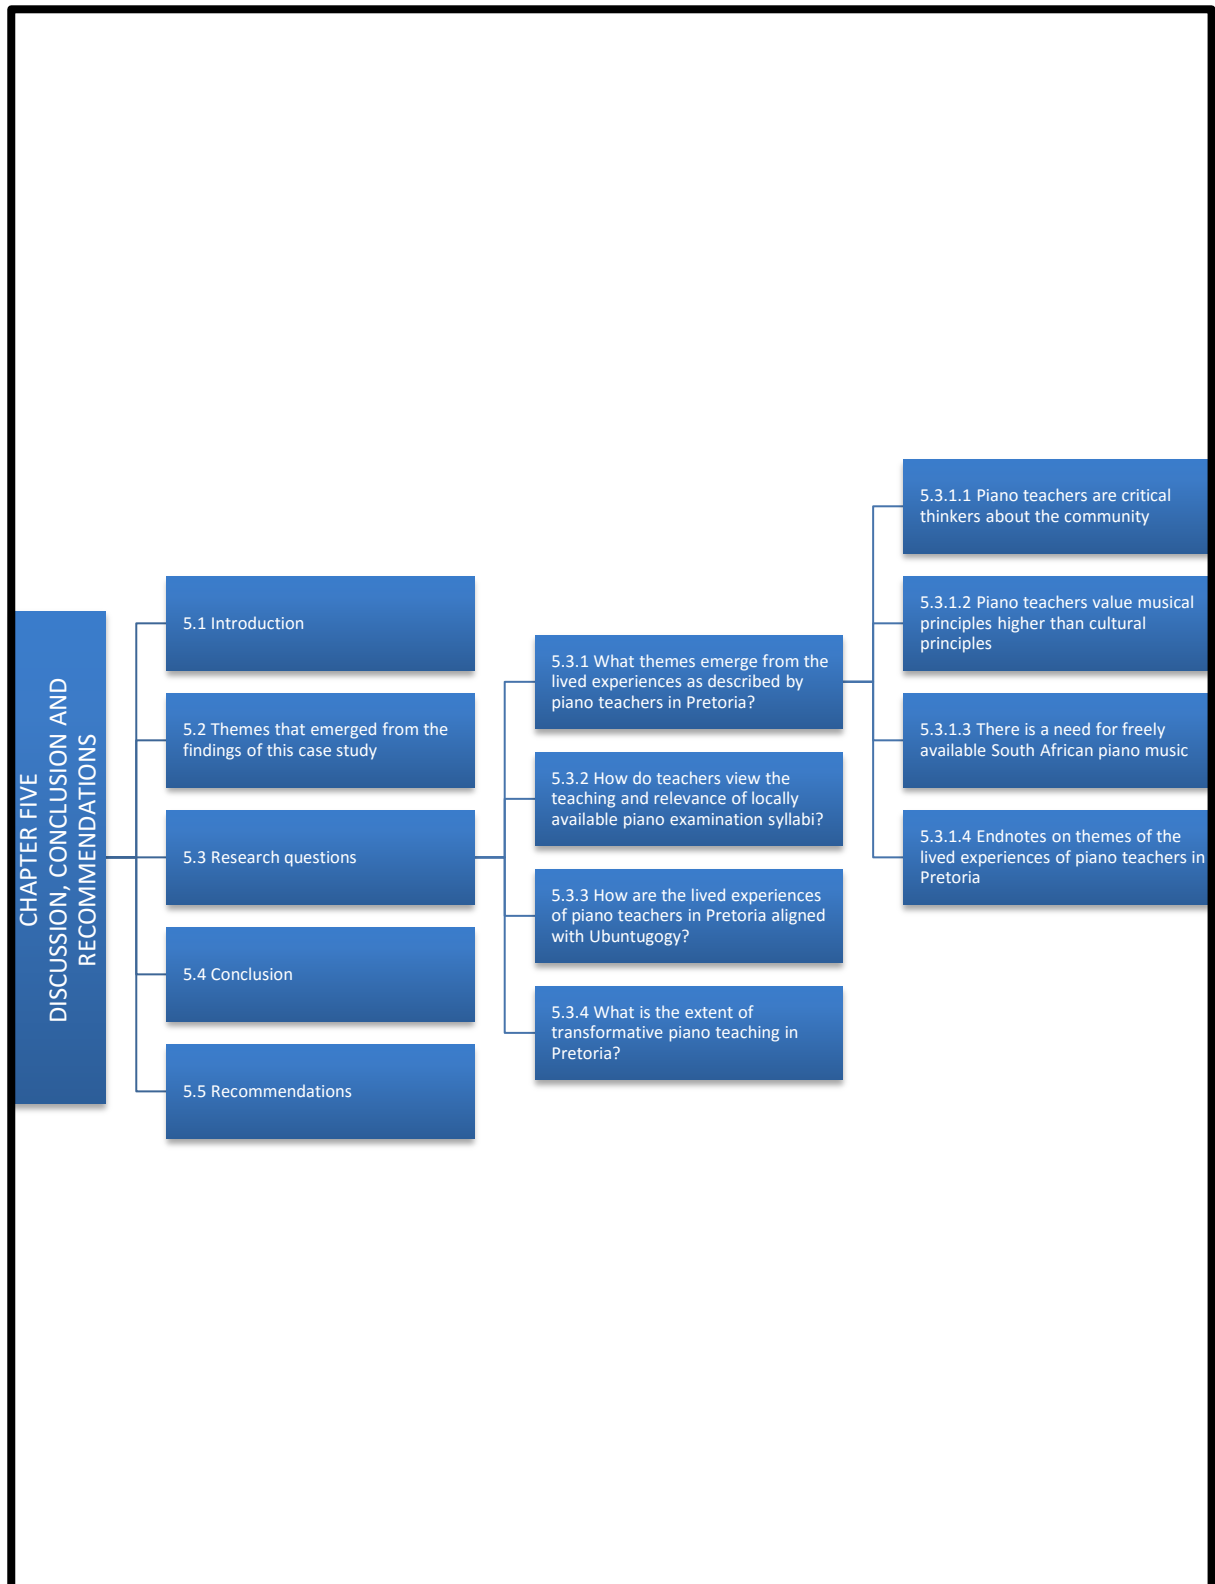 CHAPTER FIVE
DISCUSSION, CONCLUSION AND
RECOMMENDATIONS
5.1 Introduction
5.2 Themes that emerged from the
findings of this case study
5.3 Research questions
5.4 Conclusion
5.5 Recommendations
5.3.1 What themes emerge from the
lived experiences as described by
piano teachers in Pretoria?
5.3.2 How do teachers view the
teaching and relevance of locally
available piano examination syllabi?
5.3.3 How are the lived experiences
of piano teachers in Pretoria aligned
with Ubuntugogy?
5.3.4 What is the extent of
transformative piano teaching in
Pretoria?
5.3.1.1 Piano teachers are critical
thinkers about the community
5.3.1.2 Piano teachers value musical
principles higher than cultural
principles
5.3.1.3 There is a need for freely
available South African piano music
5.3.1.4 Endnotes on themes of the
lived experiences of piano teachers in
Pretoria